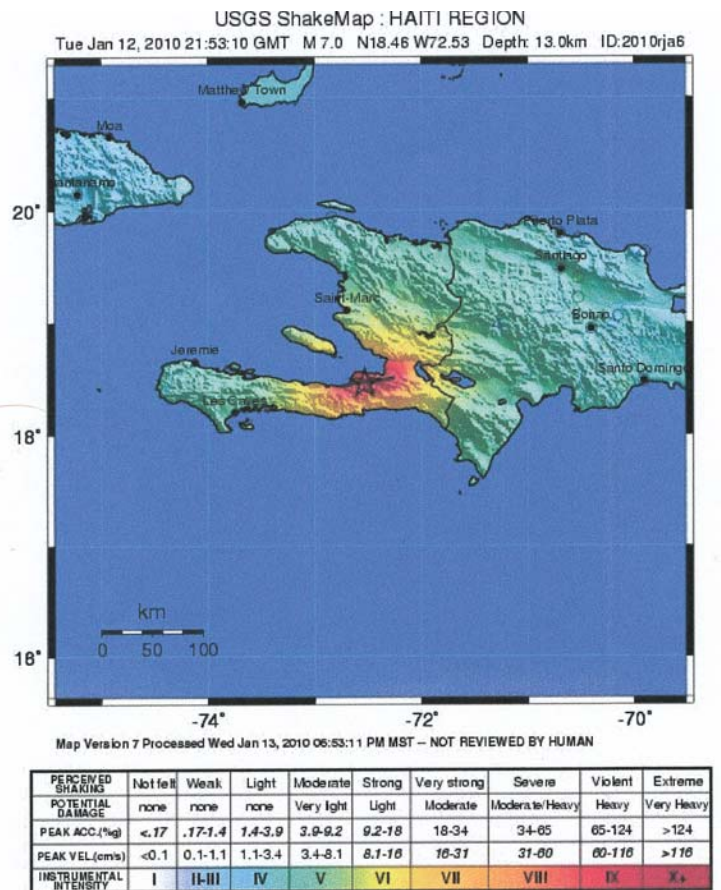 USGS ShakeMap : HAITI REGION
Tue Jan 12, 2010 21:53:10 GMT M 7.0 N18.46 W72.53 Depth: 13.0km ID:2010rja6
Matthew Town
Moa
20°
Puerto Plata
Santiago
Saint-Marc
Bonao
Jeremie
Santo Domingo
Les Cayes
18°
km
0 50 100
18°
-74° -72° -70°
Map Version 7 Processed Wed Jan 13, 2010 06:53:11 PM MST -- NOT REVIEWED BY HUMAN
PERCEIVED SHAKING Not felt Weak Light Moderate Strong Very strong Severe Violent Extreme
POTENTIAL DAMAGE none none none Very light Light Moderate Moderate/Heavy Heavy Very Heavy
PEAK ACC.(%g) <.17 .17-1.4 1.4-3.9 3.9-9.2 9.2-18 18-34 34-65 65-124 >124
PEAK VEL.(cm/s) <0.1 0.1-1.1 1.1-3.4 3.4-8.1 8.1-16 16-31 31-60 60-116 >116
INSTRUMENTAL INTENSITY I II-III IV V VI VII VIII IX X+